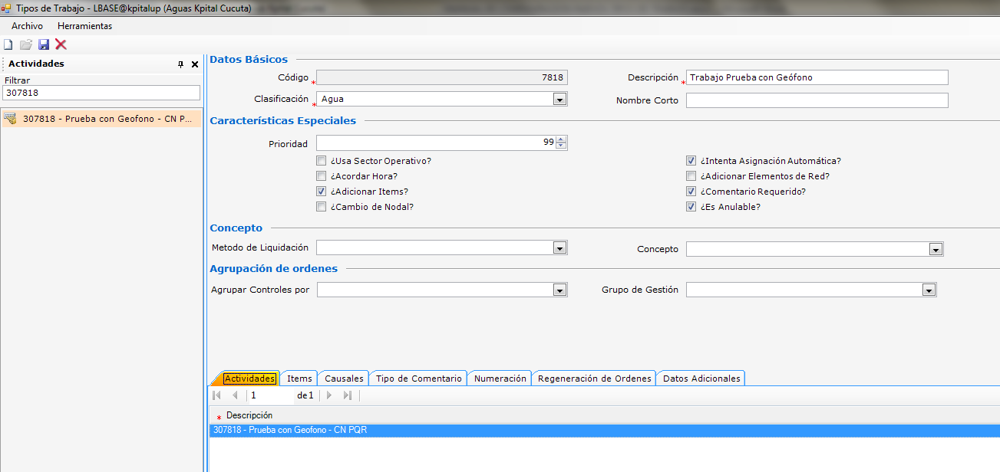 Tipos de Trabajo - LBASE@kpitalup (Aguas Kpital Cucuta)
Archivo Herramientas
Actividades
Filtrar
307818
307818 - Prueba con Geofono - CN P...
Datos Básicos
Código * 7818 Descripción * Trabajo Prueba con Geófono
Clasificación * Agua Nombre Corto
Características Especiales
Prioridad 99
¿Usa Sector Operativo? ¿Intenta Asignación Automática?
¿Acordar Hora? ¿Adicionar Elementos de Red?
¿Adicionar Items? ¿Comentario Requerido?
¿Cambio de Nodal? ¿Es Anulable?
Concepto
Metodo de Liquidación Concepto
Agrupación de ordenes
Agrupar Controles por Grupo de Gestión
Actividades Items Causales Tipo de Comentario Numeración Regeneración de Ordenes Datos Adicionales
1 de1
* Descripción
307818 - Prueba con Geofono - CN PQR